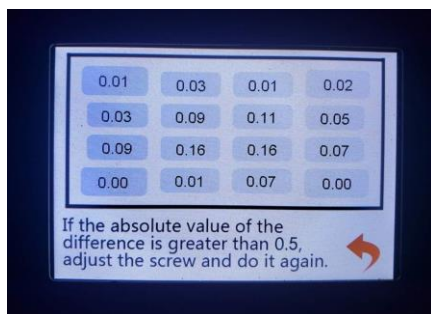 0.01 0.03 0.01 0.02
0.03 0.09 0.11 0.05
0.09 0.16 0.16 0.07
0.00 0.01 0.07 0.00
If the absolute value of the
difference is greater than 0.5,
adjust the screw and do it again.